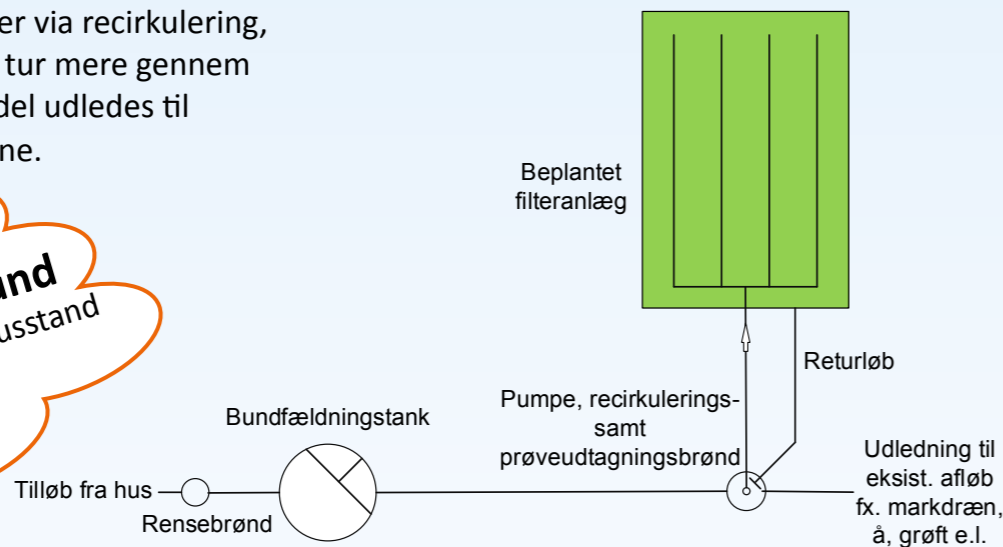 er via recirkulering,
tur mere gennem
del udledes til
ne.
und
usstand
Beplantet
filteranlæg
Returløb
Pumpe, recirkulerings-
samt
prøveudtagningsbrønd
Bundfældningstank
Tilløb fra hus
Rensebrønd
Udledning til
eksist. afløb
fx. markdræn,
å, grøft e.l.